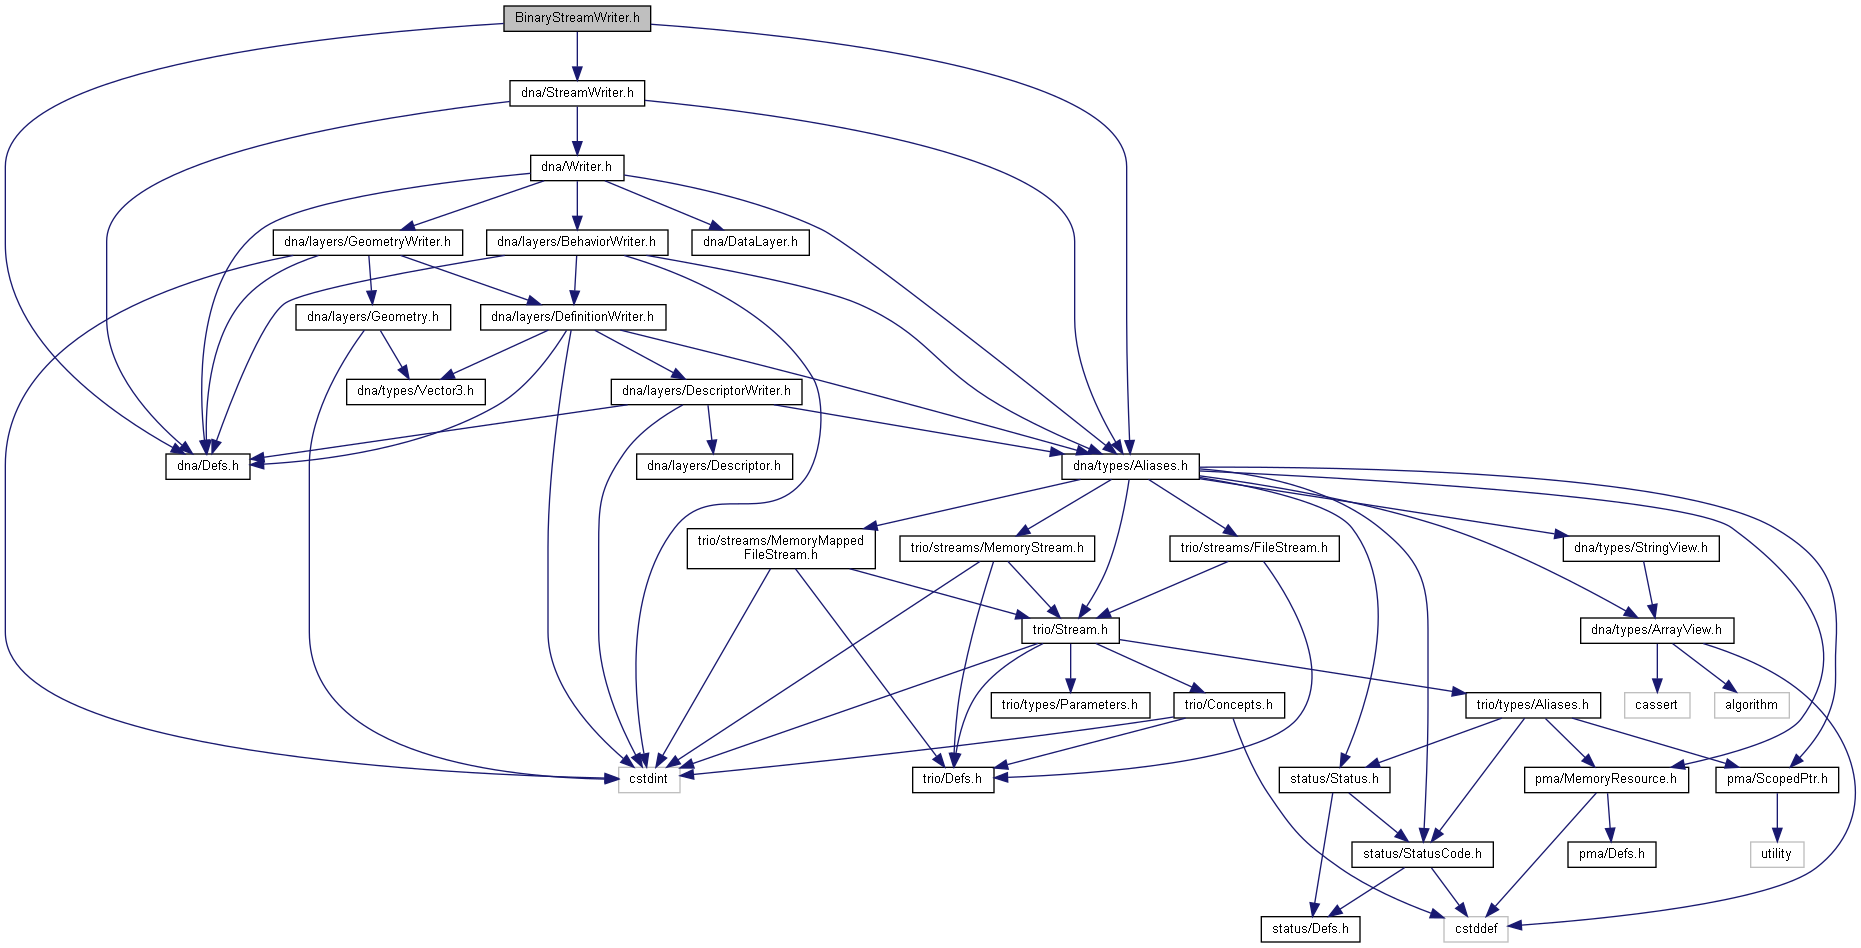 BinaryStreamWriter.h
dna/StreamWriter.h
dna/Writer.h
dna/layers/GeometryWriter.h
dna/layers/BehaviorWriter.h
dna/DataLayer.h
dna/layers/Geometry.h
dna/layers/DefinitionWriter.h
dna/types/Vector3.h
dna/layers/DescriptorWriter.h
dna/Defs.h
dna/layers/Descriptor.h
dna/types/Aliases.h
trio/streams/MemoryMapped
FileStream.h
trio/streams/MemoryStream.h
trio/streams/FileStream.h
dna/types/StringView.h
trio/Stream.h
dna/types/ArrayView.h
trio/types/Parameters.h
trio/Concepts.h
trio/types/Aliases.h
cassert
algorithm
cstdint
trio/Defs.h
status/Status.h
pma/MemoryResource.h
pma/ScopedPtr.h
status/StatusCode.h
pma/Defs.h
utility
status/Defs.h
cstddef